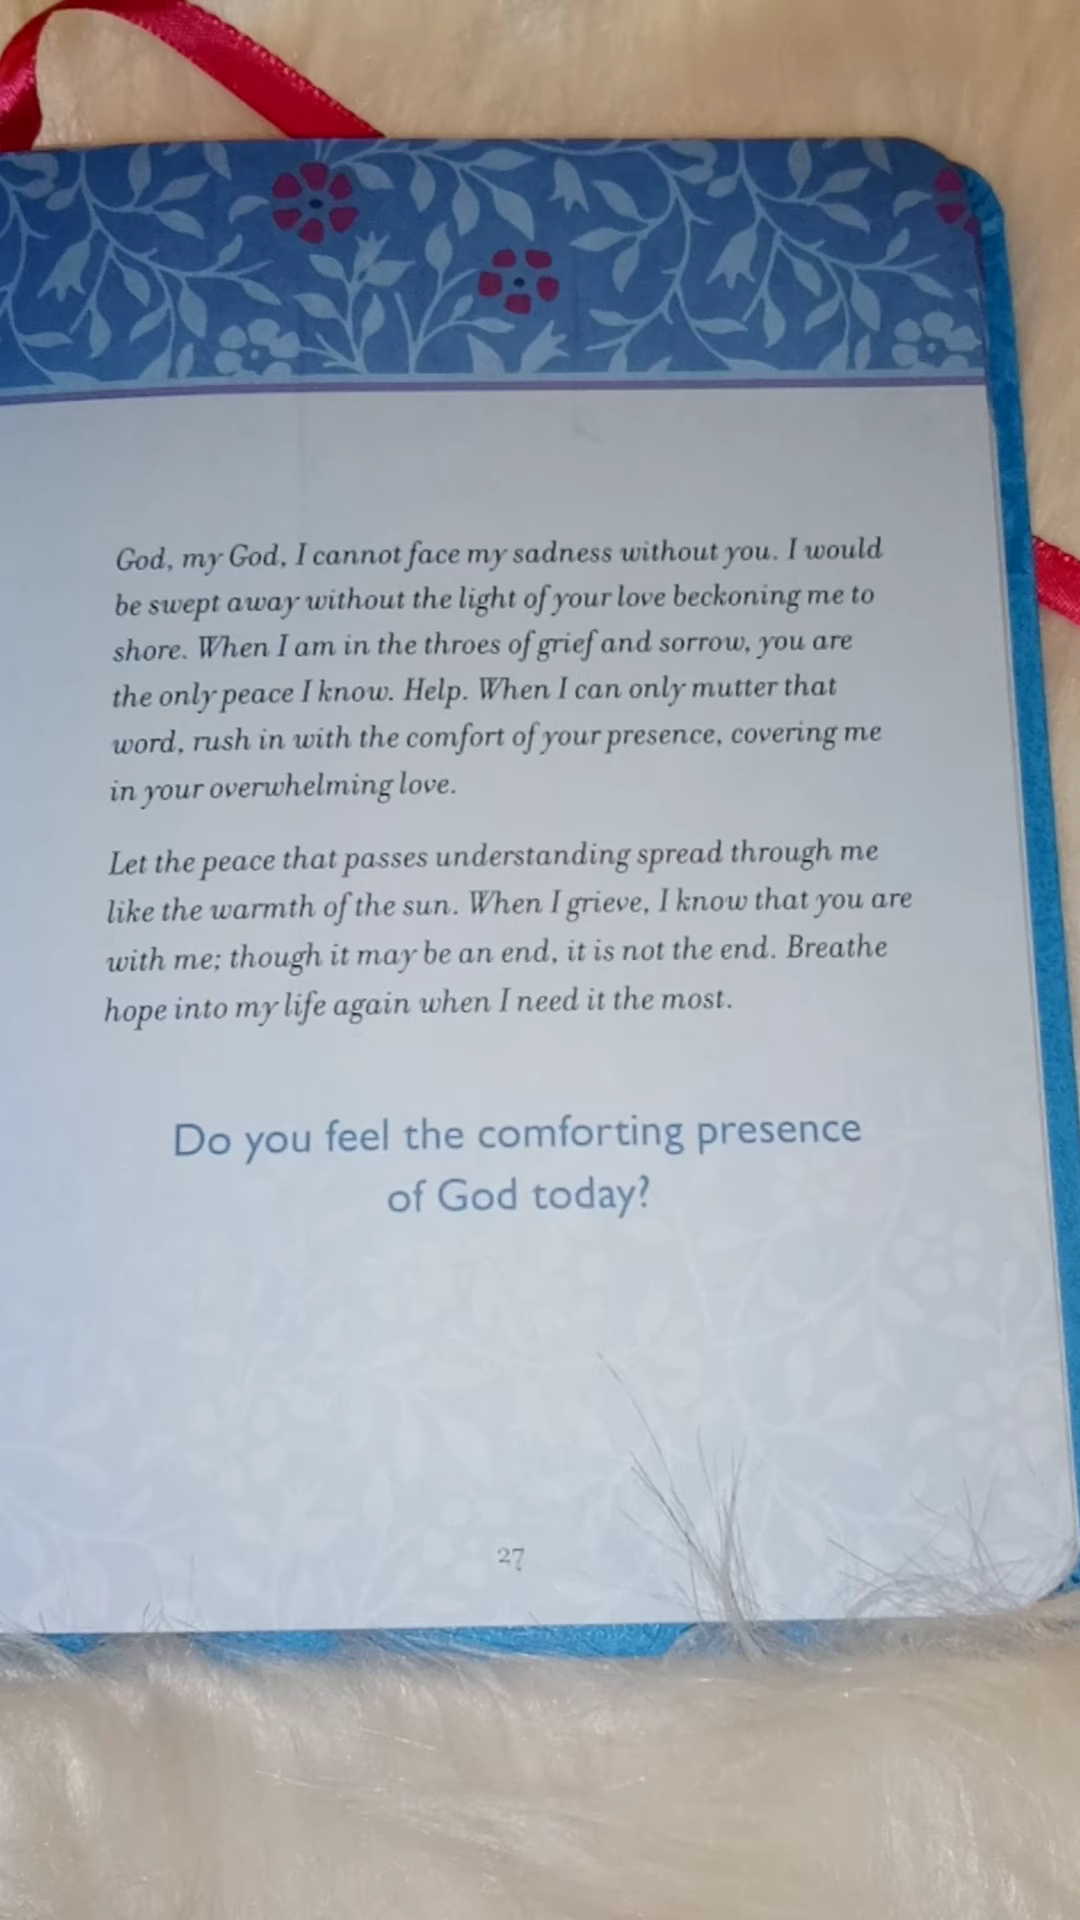 God, my God, I cannot face my sadness without you. I would
be swept away without the light of your love beckoning me to
shore. When I am in the throes of grief and sorrow, you are
the only peace I know. Help. When I can only mutter that
word, rush in with the comfort of your presence, covering me
in your overwhelming love.
Let the peace that passes understanding spread through me
like the warmth of the sun. When I grieve, I know that you are
with me; though it may be an end, it is not the end. Breathe
hope into my life again when I need it the most.
Do you feel the comforting presence
of God today?
27